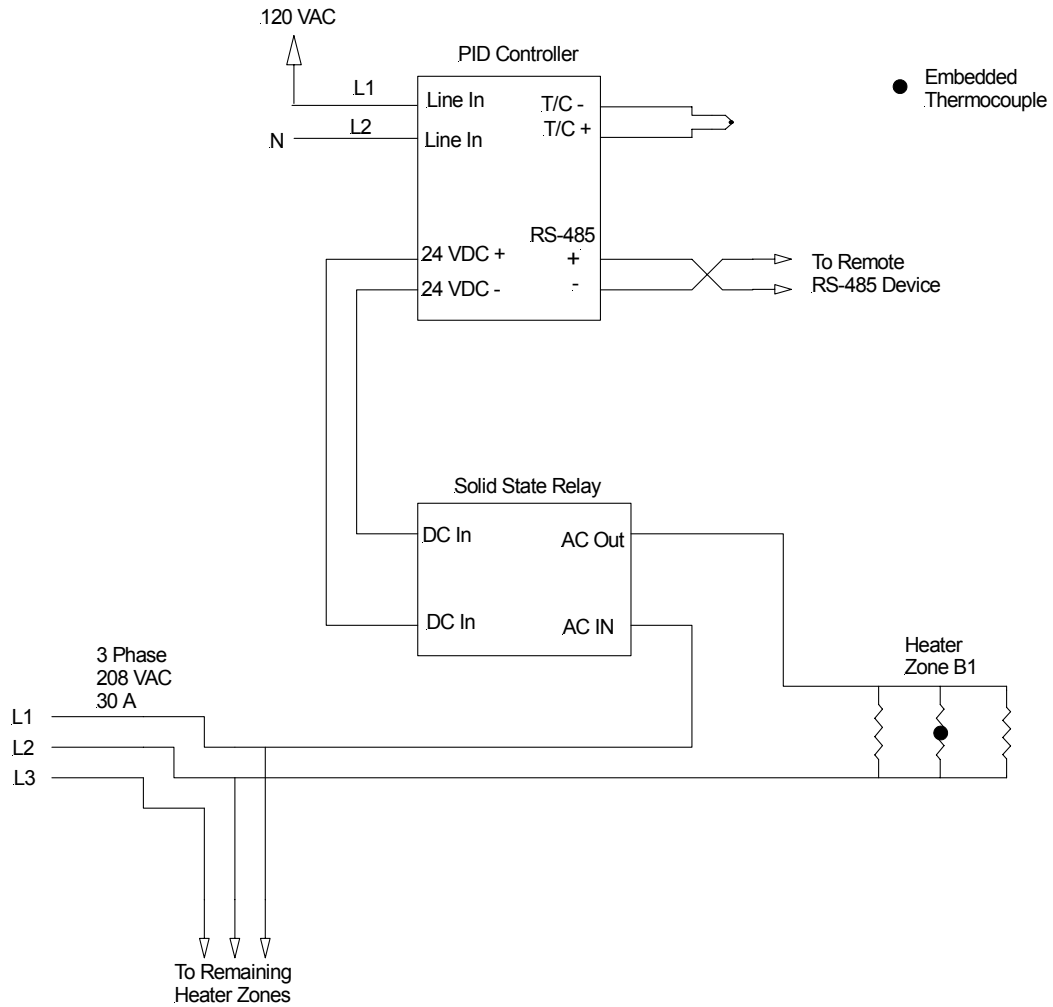 120 VAC
PID Controller
Embedded
Thermocouple
L1
Line In
T/C -
L2
T/C +
N
Line In
RS-485
24 VDC +
+
24 VDC -
-
To Remote
RS-485 Device
Solid State Relay
DC In
AC Out
DC In
AC IN
Heater
Zone B1
3 Phase
208 VAC
30 A
L1
L2
L3
To Remaining
Heater Zones